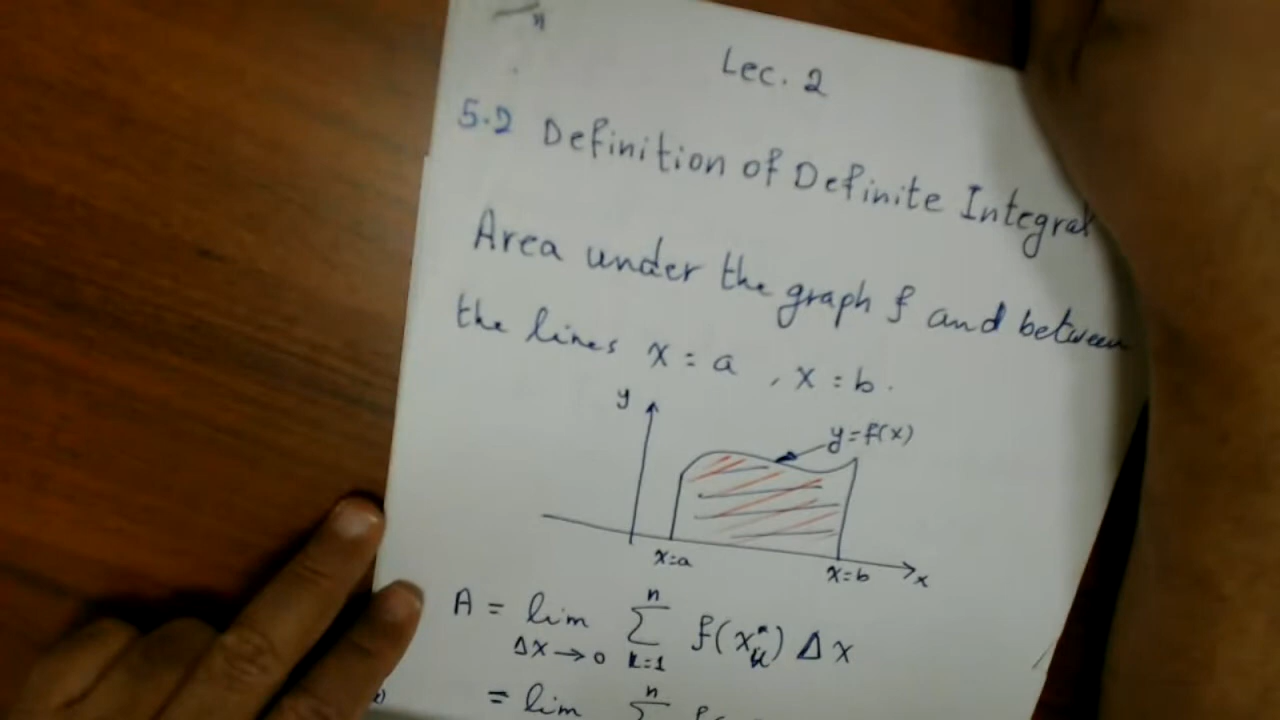 Lec. 2
5.2 Definition of Definite Integral
Area under the graph f and between
the lines x = a , x = b .
y
y = f(x)
x=a
x=b
x
A = lim Σ f(x*k) Δx
n
Δx → 0 k=1
= lim Σ
n